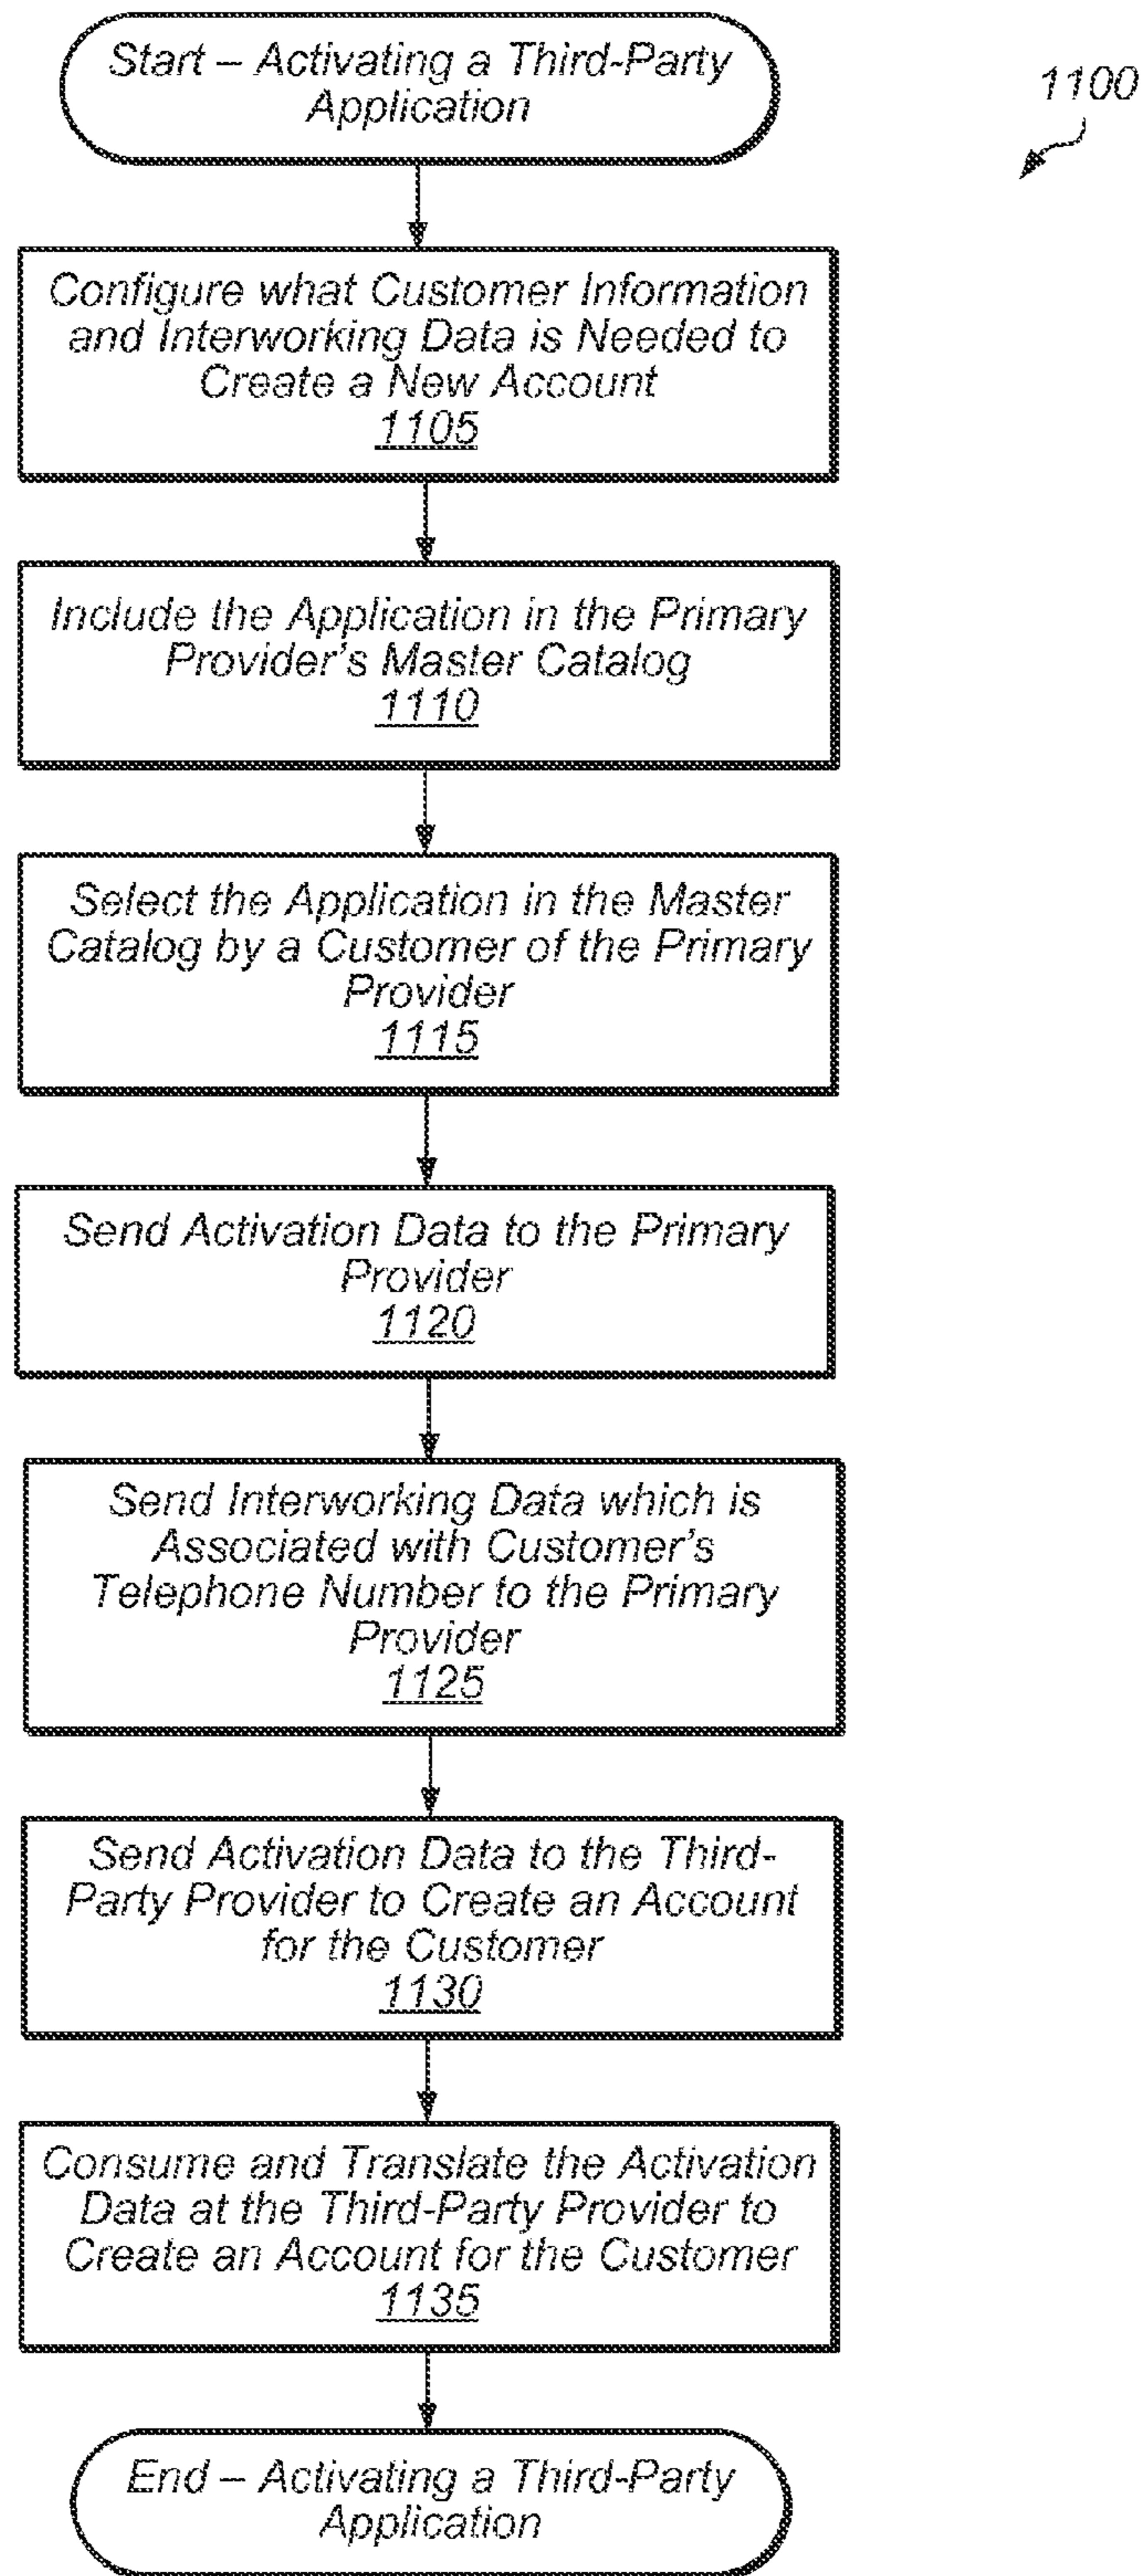 Start – Activating a Third-Party
Application
1100
Configure what Customer Information
and Interworking Data is Needed to
Create a New Account
1105
Include the Application in the Primary
Provider's Master Catalog
1110
Select the Application in the Master
Catalog by a Customer of the Primary
Provider
1115
Send Activation Data to the Primary
Provider
1120
Send Interworking Data which is
Associated with Customer's
Telephone Number to the Primary
Provider
1125
Send Activation Data to the Third-
Party Provider to Create an Account
for the Customer
1130
Consume and Translate the Activation
Data at the Third-Party Provider to
Create an Account for the Customer
1135
End – Activating a Third-Party
Application